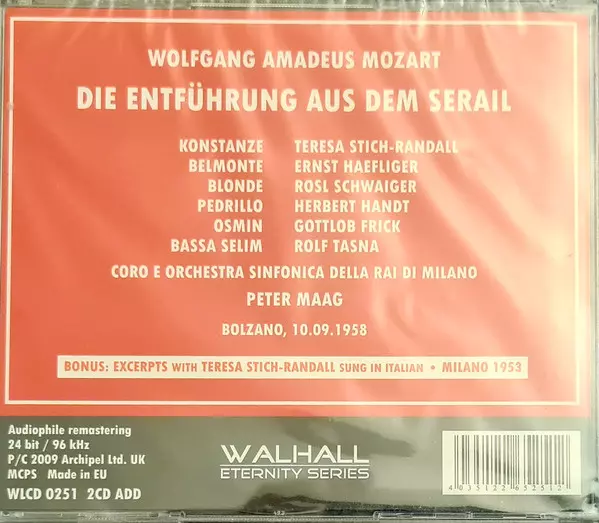 WOLFGANG AMADEUS MOZART
DIE ENTFÜHRUNG AUS DEM SERAIL
KONSTANZE TERESA STICH-RANDALL
BELMONTE ERNST HAEFLIGER
BLONDE ROSL SCHWAIGER
PEDRILLO HERBERT HANDT
OSMIN GOTTLOB FRICK
BASSA SELIM ROLF TASNA
CORO E ORCHESTRA SINFONICA DELLA RAI DI MILANO
PETER MAAG
BOLZANO, 10.09.1958
BONUS: EXCERPTS WITH TERESA STICH-RANDALL SUNG IN ITALIAN • MILANO 1953
Audiophile remastering
24 bit / 96 kHz
P/C 2009 Archipel Ltd. UK
MCPS Made in EU
WLCD 0251 2CD ADD
WALHALL
ETERNITY SERIES
4 035122 652512